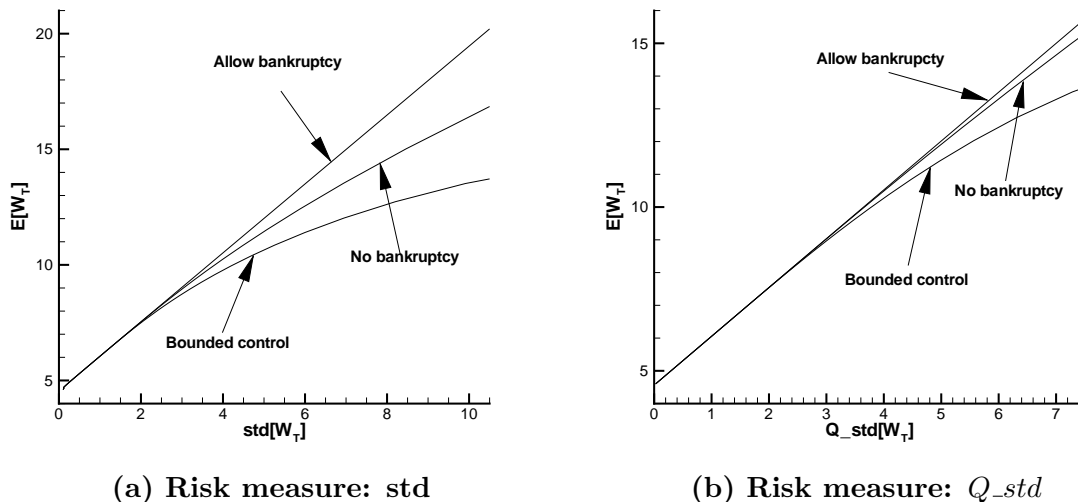 20
15
10
5
E[W_T]
Allow bankruptcy
No bankruptcy
Bounded control
0 2 4 6 8 10
std[W_T]
(a) Risk measure: std
15
10
5
E[W_T]
Allow bankrupcty
No bankruptcy
Bounded control
0 1 2 3 4 5 6 7
Q_std[W_T]
(b) Risk measure: Q_std